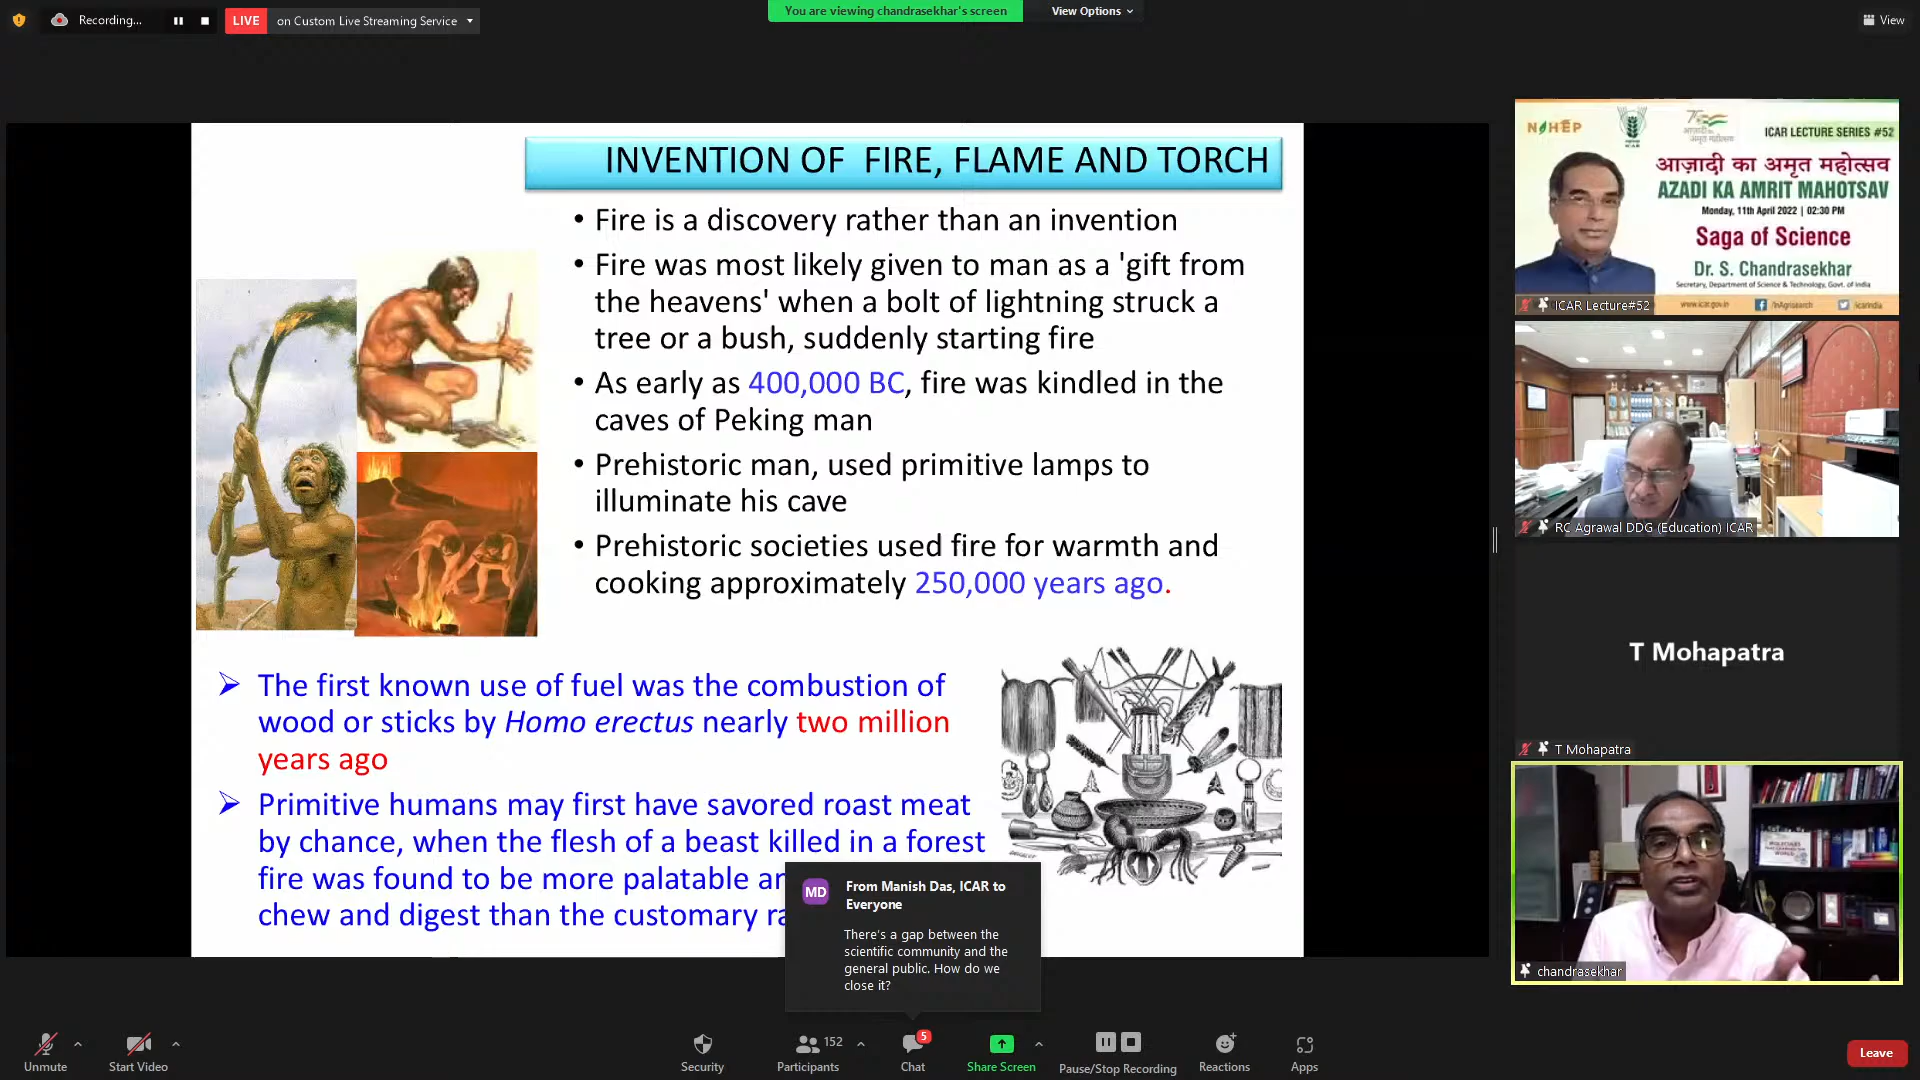 Recording...
LIVE on Custom Live Streaming Service
You are viewing chandrasekhar's screen
View Options
View
INVENTION OF FIRE, FLAME AND TORCH
• Fire is a discovery rather than an invention
• Fire was most likely given to man as a 'gift from
the heavens' when a bolt of lightning struck a
tree or a bush, suddenly starting fire
• As early as 400,000 BC, fire was kindled in the
caves of Peking man
• Prehistoric man, used primitive lamps to
illuminate his cave
• Prehistoric societies used fire for warmth and
cooking approximately 250,000 years ago.
➢ The first known use of fuel was the combustion of
wood or sticks by Homo erectus nearly two million
years ago
➢ Primitive humans may first have savored roast meat
by chance, when the flesh of a beast killed in a forest
fire was found to be more palatable
chew and digest than the customary
MD
From Manish Das, ICAR to
Everyone
There's a gap between the
scientific community and the
general public. How do we
close it?
NAHEP
ICAR
ICAR LECTURE SERIES #52
आज़ादी का अमृत महोत्सव
AZADI KA AMRIT MAHOTSAV
Monday, 11th April 2022 | 02:30 PM
Saga of Science
Dr. S. Chandrasekhar
Secretary, Department of Science & Technology, Govt. of India
www.icar.gov.in
/InAgrisearch
/icarindia
ICAR Lecture#52
RC Agrawal DDG (Education) ICAR
T Mohapatra
T Mohapatra
chandrasekhar
Unmute
Start Video
Security
152
Participants
5
Chat
Share Screen
Pause/Stop Recording
Reactions
Apps
Leave